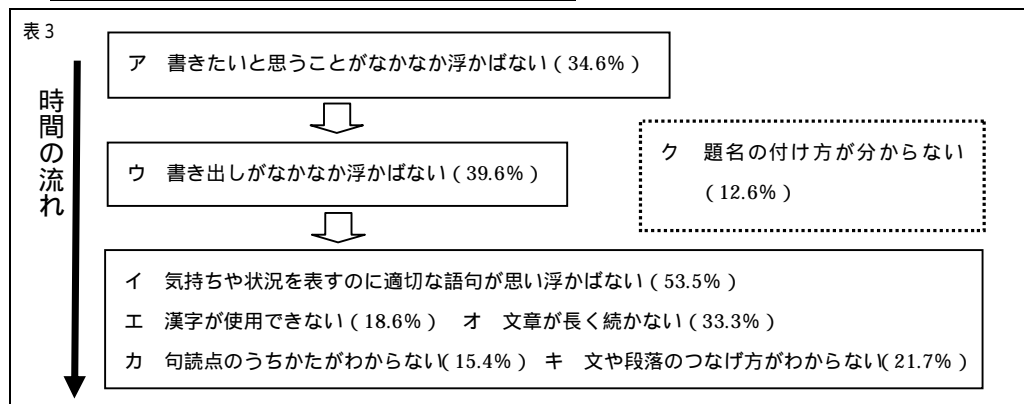 表3
時間の流れ
ア 書きたいと思うことがなかなか浮かばない(34.6%)
ウ 書き出しがなかなか浮かばない(39.6%)
ク 題名の付け方が分からない
(12.6%)
イ 気持ちや状況を表すのに適切な語句が思い浮かばない(53.5%)
エ 漢字が使用できない(18.6%) オ 文章が長く続かない(33.3%)
カ 句読点のうちかたがわからない(15.4%) キ 文や段落のつなげ方がわからない(21.7%)